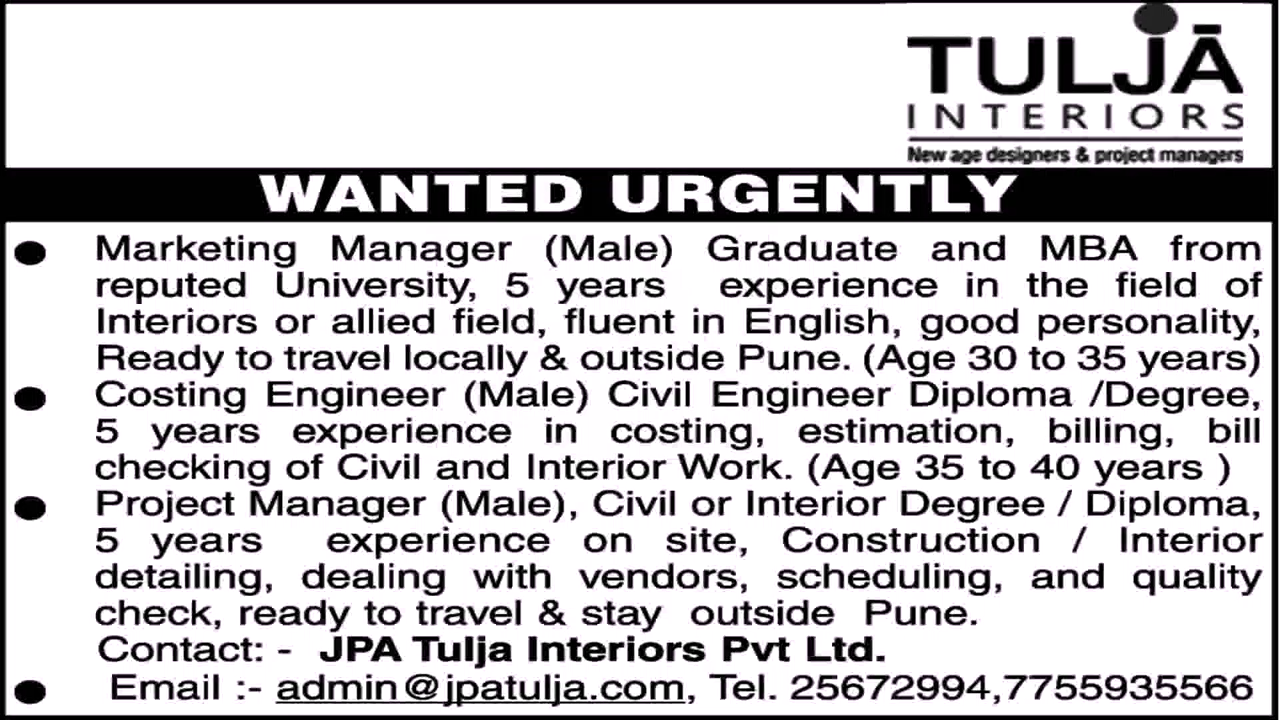 TULJĀ
INTERIORS
New age designers & project managers
WANTED URGENTLY
● Marketing Manager (Male) Graduate and MBA from
reputed University, 5 years experience in the field of
Interiors or allied field, fluent in English, good personality,
Ready to travel locally & outside Pune. (Age 30 to 35 years)
● Costing Engineer (Male) Civil Engineer Diploma /Degree,
5 years experience in costing, estimation, billing, bill
checking of Civil and Interior Work. (Age 35 to 40 years )
● Project Manager (Male), Civil or Interior Degree / Diploma,
5 years experience on site, Construction / Interior
detailing, dealing with vendors, scheduling, and quality
check, ready to travel & stay outside Pune.
Contact: - JPA Tulja Interiors Pvt Ltd.
● Email :- admin@jpatulja.com, Tel. 25672994,7755935566